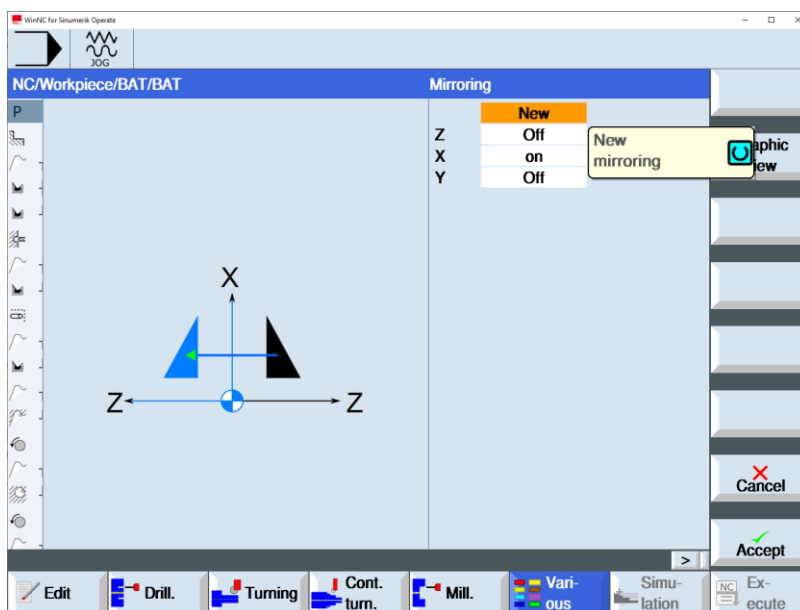 WinNC for Sinumerik Operate
JOG
NC/Workpiece/BAT/BAT
Mirroring
P
New
Z Off
X on
Y Off
New
mirroring
aphic
iew
X
Z
Z
Cancel
Accept
>
Edit
Drill.
Turning
Cont.
turn.
Mill.
Vari-
ous
Simu-
lation
NC
Ex-
ecute